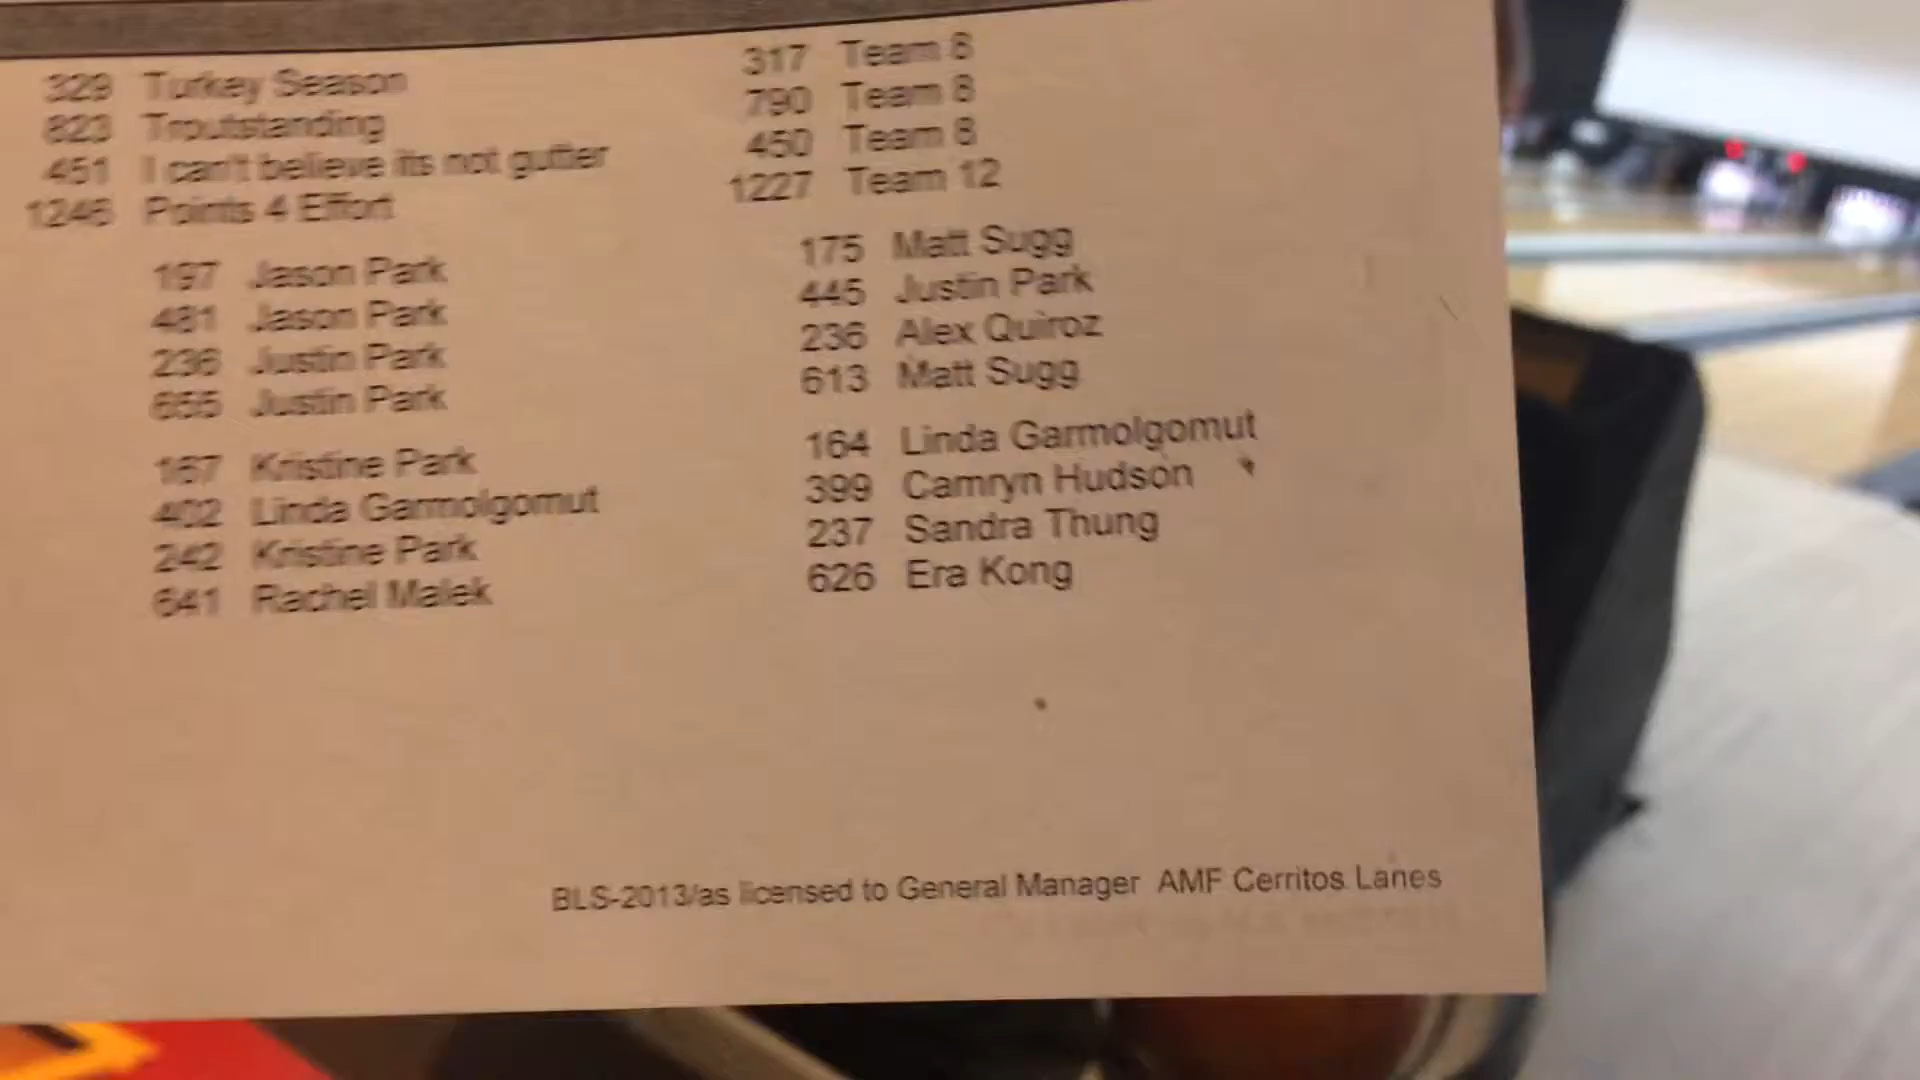 329 Turkey Season
823 Troutstanding
451 I can't believe its not gutter
1246 Points 4 Effort
197 Jason Park
481 Jason Park
236 Justin Park
655 Justin Park
167 Kristine Park
402 Linda Garmolgomut
242 Kristine Park
641 Rachel Malek
317 Team 8
790 Team 8
450 Team 8
1227 Team 12
175 Matt Sugg
445 Justin Park
236 Alex Quiroz
613 Matt Sugg
164 Linda Garmolgomut
399 Camryn Hudson
237 Sandra Thung
626 Era Kong
BLS-2013/as licensed to General Manager AMF Cerritos Lanes